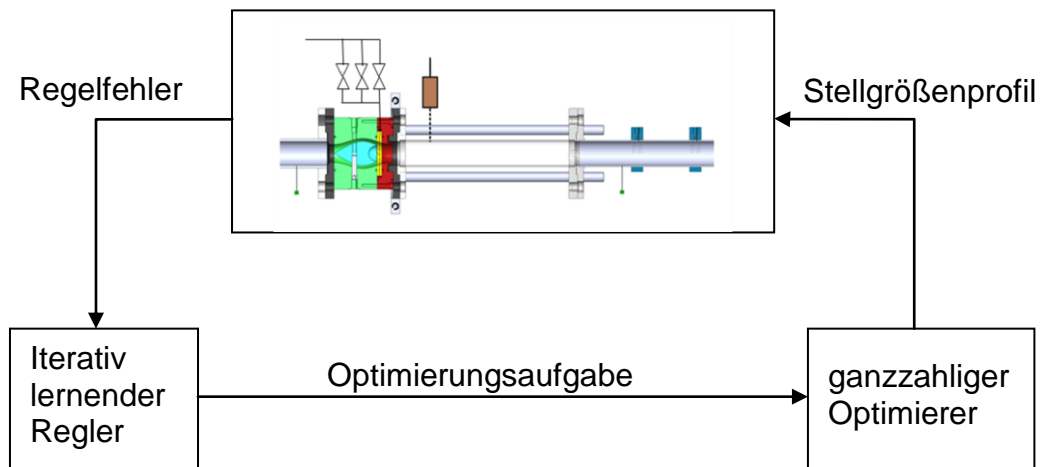 Regelfehler
Stellgrößenprofil
Iterativ
lernender
Regler
Optimierungsaufgabe
ganzzahliger
Optimierer